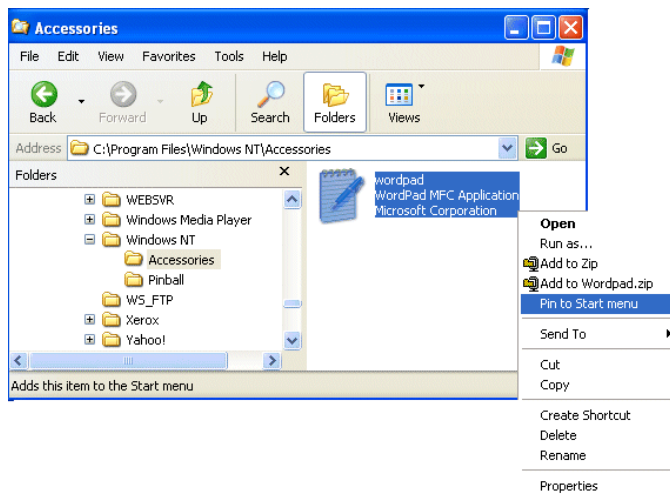 Accessories
File Edit View Favorites Tools Help
Back Forward Up Search Folders Views
Address C:\Program Files\Windows NT\Accessories Go
Folders
WEBSVR
Windows Media Player
Windows NT
Accessories
Pinball
WS_FTP
Xerox
Yahoo!
wordpad
WordPad MFC Application
Microsoft Corporation
Open
Run as...
Add to Zip
Add to Wordpad.zip
Pin to Start menu
Send To
Cut
Copy
Create Shortcut
Delete
Rename
Properties
Adds this item to the Start menu